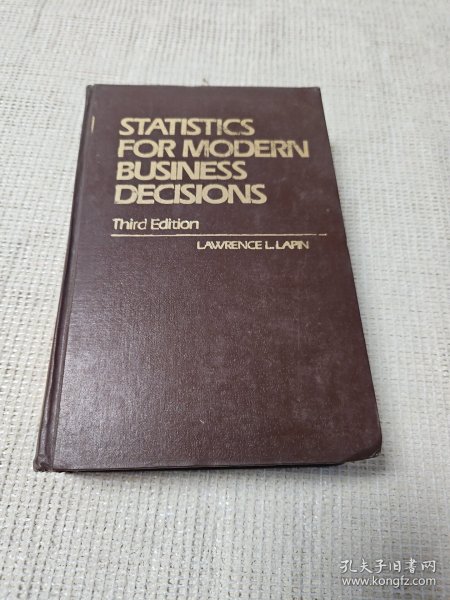 STATISTICS
FOR MODERN
BUSINESS
DECISIONS
Third Edition
LAWRENCE L. LAPIN
孔夫子旧书网
www.kongfz.com